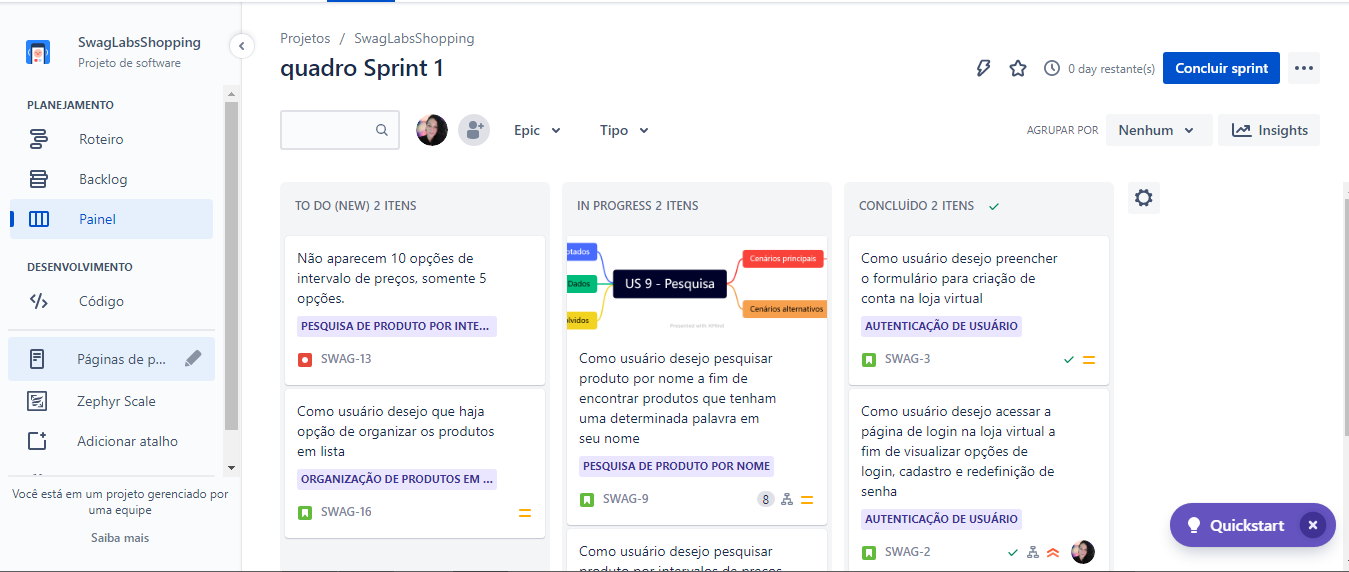 SwagLabsShopping
Projeto de software
PLANEJAMENTO
Roteiro
Backlog
Painel
DESENVOLVIMENTO
Código
Páginas de p...
Zephyr Scale
Adicionar atalho
Você está em um projeto gerenciado por
uma equipe
Saiba mais
Projetos / SwagLabsShopping
quadro Sprint 1
0 day restante(s)
Concluir sprint
Epic
Tipo
AGRUPAR POR
Nenhum
Insights
TO DO (NEW) 2 ITENS
Não aparecem 10 opções de
intervalo de preços, somente 5
opções.
PESQUISA DE PRODUTO POR INTE...
SWAG-13
Como usuário desejo que haja
opção de organizar os produtos
em lista
ORGANIZAÇÃO DE PRODUTOS EM ...
SWAG-16
IN PROGRESS 2 ITENS
otados
Dados
olvidos
US 9 - Pesquisa
Cenários principais
Cenários alternativos
Presented with XMind
Como usuário desejo pesquisar
produto por nome a fim de
encontrar produtos que tenham
uma determinada palavra em
seu nome
PESQUISA DE PRODUTO POR NOME
SWAG-9
8
Como usuário desejo pesquisar
produto por intervalos de preços
CONCLUÍDO 2 ITENS
Como usuário desejo preencher
o formulário para criação de
conta na loja virtual
AUTENTICAÇÃO DE USUÁRIO
SWAG-3
Como usuário desejo acessar a
página de login na loja virtual a
fim de visualizar opções de
login, cadastro e redefinição de
senha
AUTENTICAÇÃO DE USUÁRIO
SWAG-2
Quickstart